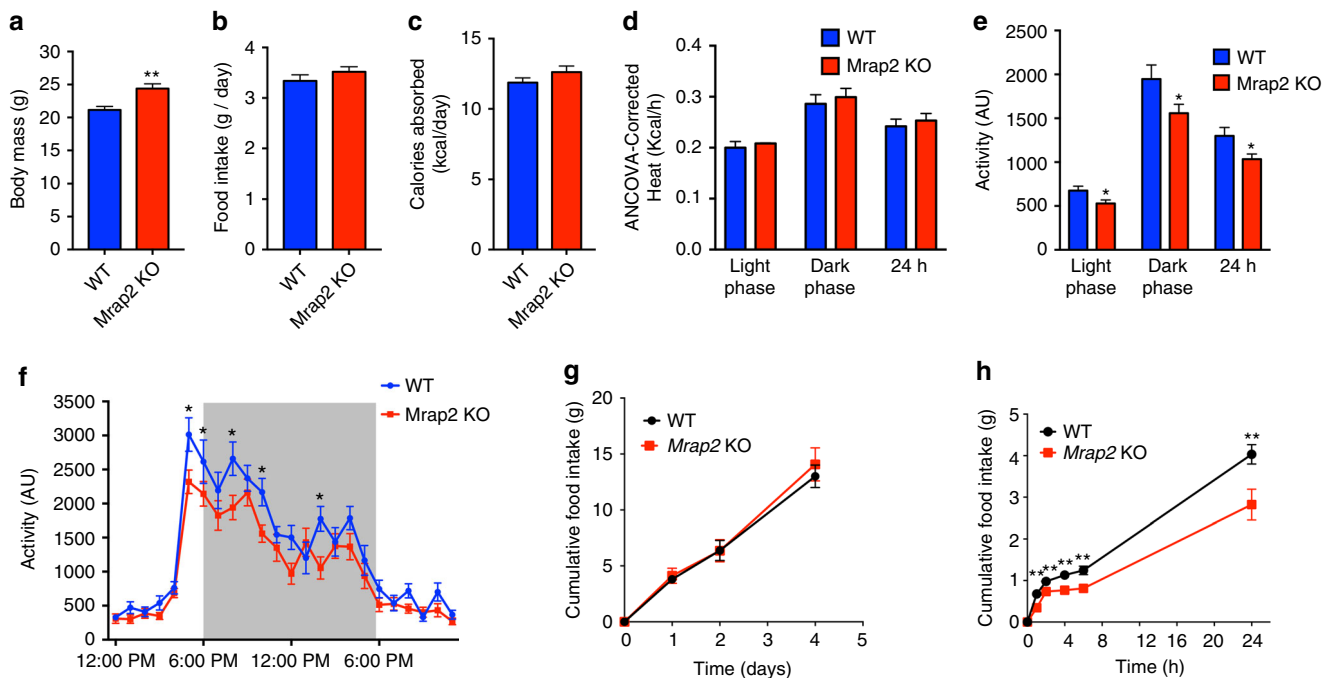 a
Body mass (g)
30
25
20
15
10
5
0
**
WT
Mrap2 KO
b
Food intake (g / day)
4
3
2
1
0
WT
Mrap2 KO
c
Calories absorbed
(kcal/day)
15
10
5
0
WT
Mrap2 KO
d
ANCOVA-Corrected
Heat (Kcal/h)
0.4
0.3
0.2
0.1
0.0
WT
Mrap2 KO
Light
phase
Dark
phase
24 h
e
Activity (AU)
2500
2000
1500
1000
500
0
WT
Mrap2 KO
*
*
*
Light
phase
Dark
phase
24 h
f
Activity (AU)
3500
3000
2500
2000
1500
1000
500
0
WT
Mrap2 KO
*
*
*
*
*
12:00 PM
6:00 PM
12:00 PM
6:00 PM
g
Cumulative food intake (g)
20
15
10
5
0
WT
Mrap2 KO
0 1 2 3 4 5
Time (days)
h
Cumulative food intake (g)
5
4
3
2
1
0
WT
Mrap2 KO
**
**
**
**
**
0 4 8 12 16 20 24
Time (h)